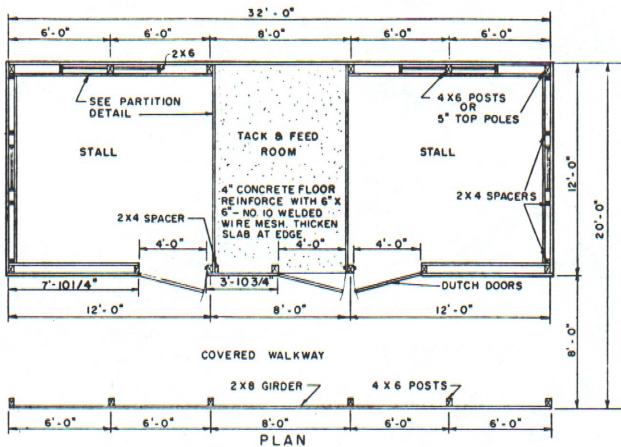 32'-0"
6'-0" 6'-0" 8'-0" 6'-0" 6'-0"
2X6
SEE PARTITION
DETAIL
4 X 6 POSTS
OR
5" TOP POLES
STALL
TACK & FEED
ROOM
STALL
4" CONCRETE FLOOR
REINFORCE WITH 6" X
6"- NO. 10 WELDED
WIRE MESH. THICKEN
SLAB AT EDGE
2X4 SPACER
2X4
SPACERS
12'-0"
20'-0"
4'-0" 4'-0" 4'-0"
7'-10 1/4"
3'-10 3/4"
DUTCH DOORS
12'-0" 8'-0" 12'-0"
8'-0"
COVERED WALKWAY
2X8 GIRDER
4 X 6 POSTS
6'-0" 6'-0" 8'-0" 6'-0" 6'-0"
PLAN